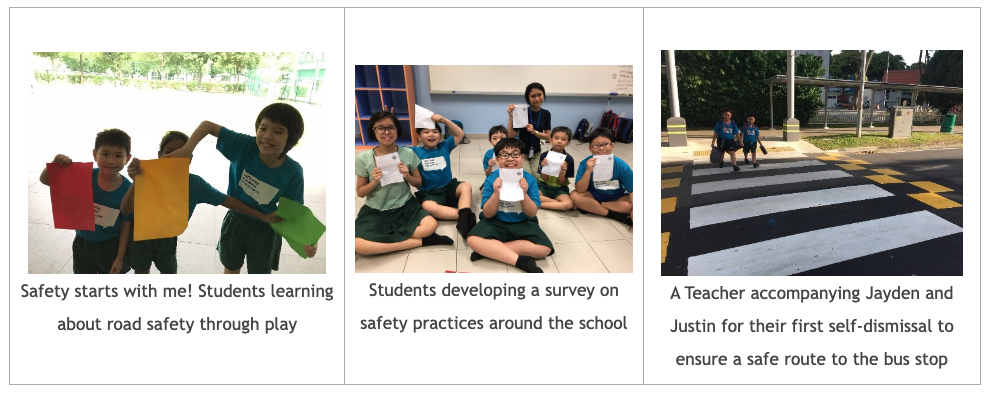 Safety starts with me! Students learning
about road safety through play
Students developing a survey on
safety practices around the school
A Teacher accompanying Jayden and
Justin for their first self-dismissal to
ensure a safe route to the bus stop